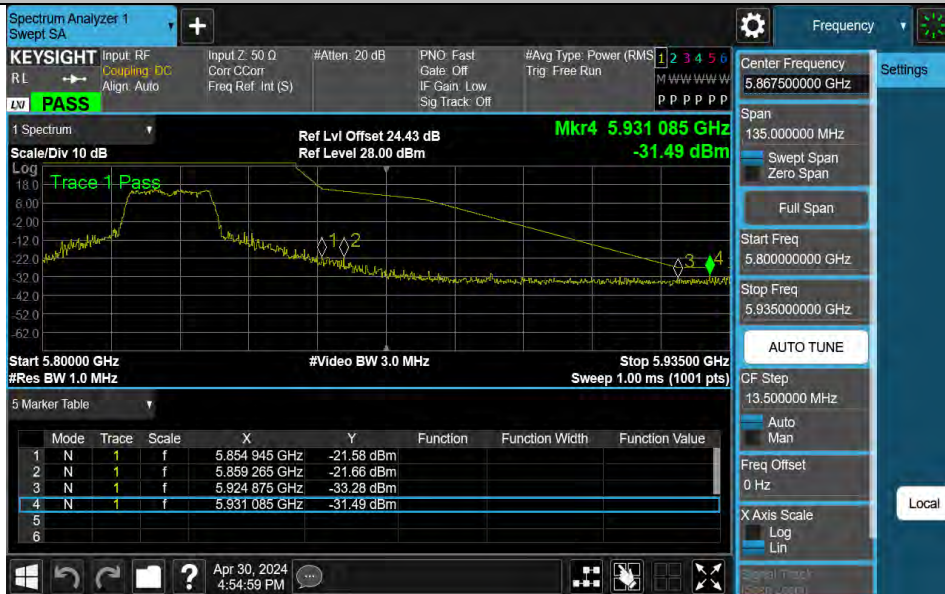 Spectrum Analyzer 1
Swept SA
+
Frequency
KEYSIGHT
RL
LXI PASS
Input: RF
Coupling: DC
Align: Auto
Input Z: 50 Ω
Corr CCorr
Freq Ref: Int (S)
#Atten: 20 dB
PNO: Fast
Gate: Off
IF Gain: Low
Sig Track: Off
#Avg Type: Power (RMS
Trig: Free Run
1 2 3 4 5 6
M W W W W W
P P P P P P
1 Spectrum
Scale/Div 10 dB
Ref Lvl Offset 24.43 dB
Ref Level 28.00 dBm
Mkr4 5.931 085 GHz
-31.49 dBm
Log
Trace 1 Pass
18.0
8.00
-2.00
-12.0
-22.0
-32.0
-42.0
-52.0
-62.0
1 2 3 4
Start 5.80000 GHz
#Video BW 3.0 MHz
Stop 5.93500 GHz
#Res BW 1.0 MHz
Sweep 1.00 ms (1001 pts)
5 Marker Table
Mode Trace Scale X Y Function Function Width Function Value
1 N 1 f 5.854 945 GHz -21.58 dBm
2 N 1 f 5.859 265 GHz -21.66 dBm
3 N 1 f 5.924 875 GHz -33.28 dBm
4 N 1 f 5.931 085 GHz -31.49 dBm
5
6
?
Apr 30, 2024
4:54:59 PM
Center Frequency
5.867500000 GHz
Span
135.000000 MHz
Swept Span
Zero Span
Full Span
Start Freq
5.800000000 GHz
Stop Freq
5.935000000 GHz
AUTO TUNE
CF Step
13.500000 MHz
Auto
Man
Freq Offset
0 Hz
X Axis Scale
Log
Lin
Signal Track
(Span Zoom)
Settings
Local